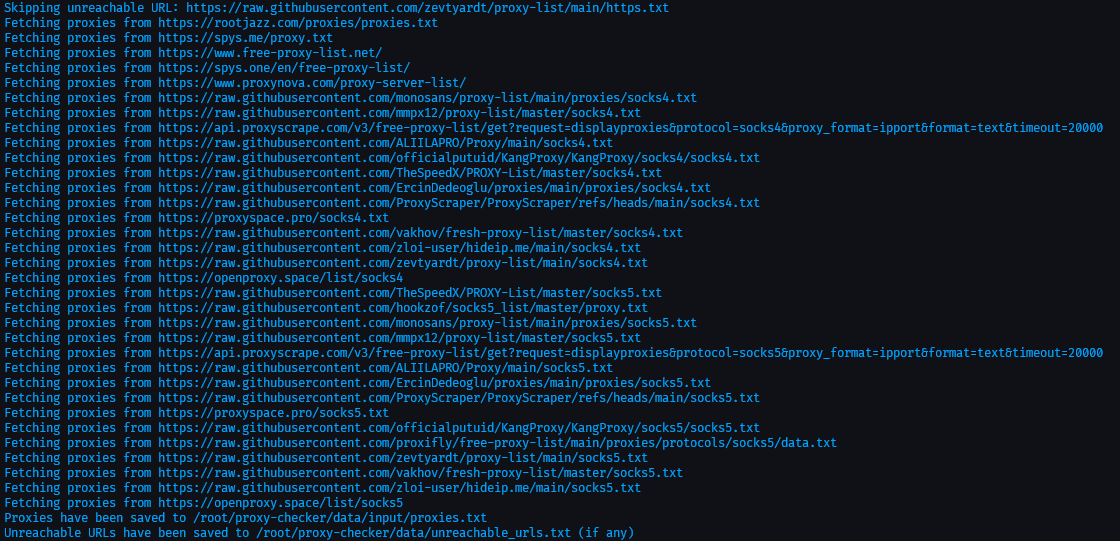 Skipping unreachable URL: https://raw.githubusercontent.com/zevtyardt/proxy-list/main/https.txt
Fetching proxies from https://rootjazz.com/proxies/proxies.txt
Fetching proxies from https://spys.me/proxy.txt
Fetching proxies from https://www.free-proxy-list.net/
Fetching proxies from https://spys.one/en/free-proxy-list/
Fetching proxies from https://www.proxynova.com/proxy-server-list/
Fetching proxies from https://raw.githubusercontent.com/monosans/proxy-list/main/proxies/socks4.txt
Fetching proxies from https://raw.githubusercontent.com/mmpx12/proxy-list/master/socks4.txt
Fetching proxies from https://api.proxyscrape.com/v3/free-proxy-list/get?request=displayproxies&protocol=socks4&proxy_format=ipport&format=text&timeout=20000
Fetching proxies from https://raw.githubusercontent.com/ALIILAPRO/Proxy/main/socks4.txt
Fetching proxies from https://raw.githubusercontent.com/officialputuid/KangProxy/KangProxy/socks4/socks4.txt
Fetching proxies from https://raw.githubusercontent.com/TheSpeedX/PROXY-List/master/socks4.txt
Fetching proxies from https://raw.githubusercontent.com/ErcinDedeoglu/proxies/main/proxies/socks4.txt
Fetching proxies from https://raw.githubusercontent.com/ProxyScraper/ProxyScraper/refs/heads/main/socks4.txt
Fetching proxies from https://proxyspace.pro/socks4.txt
Fetching proxies from https://raw.githubusercontent.com/vakhov/fresh-proxy-list/master/socks4.txt
Fetching proxies from https://raw.githubusercontent.com/zloi-user/hideip.me/main/socks4.txt
Fetching proxies from https://raw.githubusercontent.com/zevtyardt/proxy-list/main/socks4.txt
Fetching proxies from https://openproxy.space/list/socks4
Fetching proxies from https://raw.githubusercontent.com/TheSpeedX/PROXY-List/master/socks5.txt
Fetching proxies from https://raw.githubusercontent.com/hookzof/socks5_list/master/proxy.txt
Fetching proxies from https://raw.githubusercontent.com/monosans/proxy-list/main/proxies/socks5.txt
Fetching proxies from https://raw.githubusercontent.com/mmpx12/proxy-list/master/socks5.txt
Fetching proxies from https://api.proxyscrape.com/v3/free-proxy-list/get?request=displayproxies&protocol=socks5&proxy_format=ipport&format=text&timeout=20000
Fetching proxies from https://raw.githubusercontent.com/ALIILAPRO/Proxy/main/socks5.txt
Fetching proxies from https://raw.githubusercontent.com/ErcinDedeoglu/proxies/main/proxies/socks5.txt
Fetching proxies from https://raw.githubusercontent.com/ProxyScraper/ProxyScraper/refs/heads/main/socks5.txt
Fetching proxies from https://proxyspace.pro/socks5.txt
Fetching proxies from https://raw.githubusercontent.com/officialputuid/KangProxy/KangProxy/socks5/socks5.txt
Fetching proxies from https://raw.githubusercontent.com/proxifly/free-proxy-list/main/proxies/protocols/socks5/data.txt
Fetching proxies from https://raw.githubusercontent.com/zevtyardt/proxy-list/main/socks5.txt
Fetching proxies from https://raw.githubusercontent.com/vakhov/fresh-proxy-list/master/socks5.txt
Fetching proxies from https://raw.githubusercontent.com/zloi-user/hideip.me/main/socks5.txt
Fetching proxies from https://openproxy.space/list/socks5
Proxies have been saved to /root/proxy-checker/data/input/proxies.txt
Unreachable URLs have been saved to /root/proxy-checker/data/unreachable_urls.txt (if any)